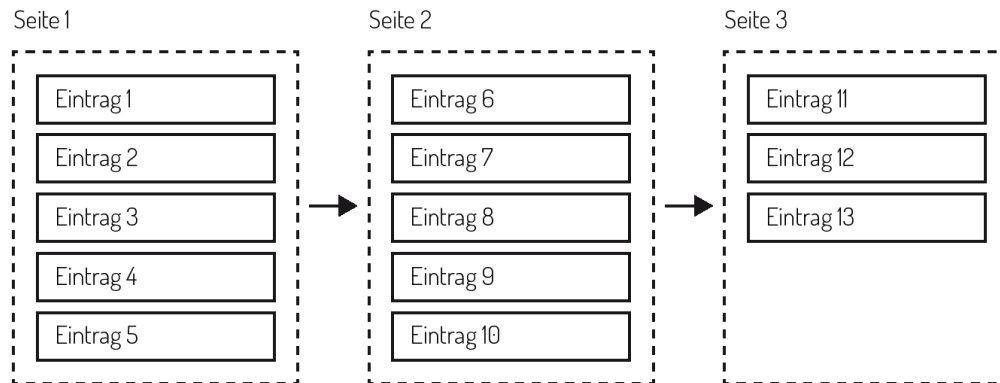 Seite 1
Eintrag 1
Eintrag 2
Eintrag 3
Eintrag 4
Eintrag 5
Seite 2
Eintrag 6
Eintrag 7
Eintrag 8
Eintrag 9
Eintrag 10
Seite 3
Eintrag 11
Eintrag 12
Eintrag 13